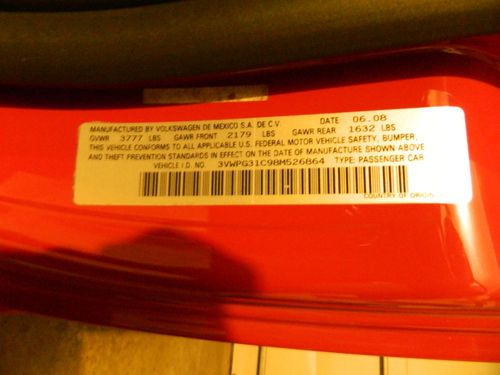 MANUFACTURED BY VOLKSWAGEN DE MEXICO S.A. DE C.V. DATE 06.08
GVWR 3777 LBS GAWR FRONT 2179 LBS GAWR REAR 1632 LBS
THIS VEHICLE CONFORMS TO ALL APPLICABLE U.S. FEDERAL MOTOR VEHICLE SAFETY, BUMPER,
AND THEFT PREVENTION STANDARDS IN EFFECT ON THE DATE OF MANUFACTURE SHOWN ABOVE
VEHICLE I.D. NO. 3VWPG31C98M526864 TYPE: PASSENGER CAR
COUNTRY OF ORIGIN